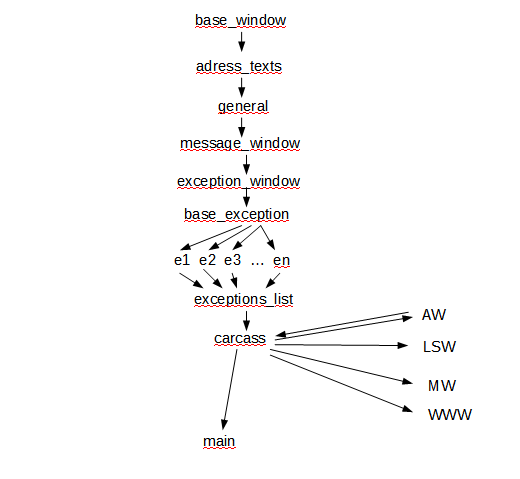 base_window
adress_texts
general
message_window
exception_window
base_exception
e1 e2 e3 ... en
exceptions_list
AW
carcass
LSW
MW
WWW
main